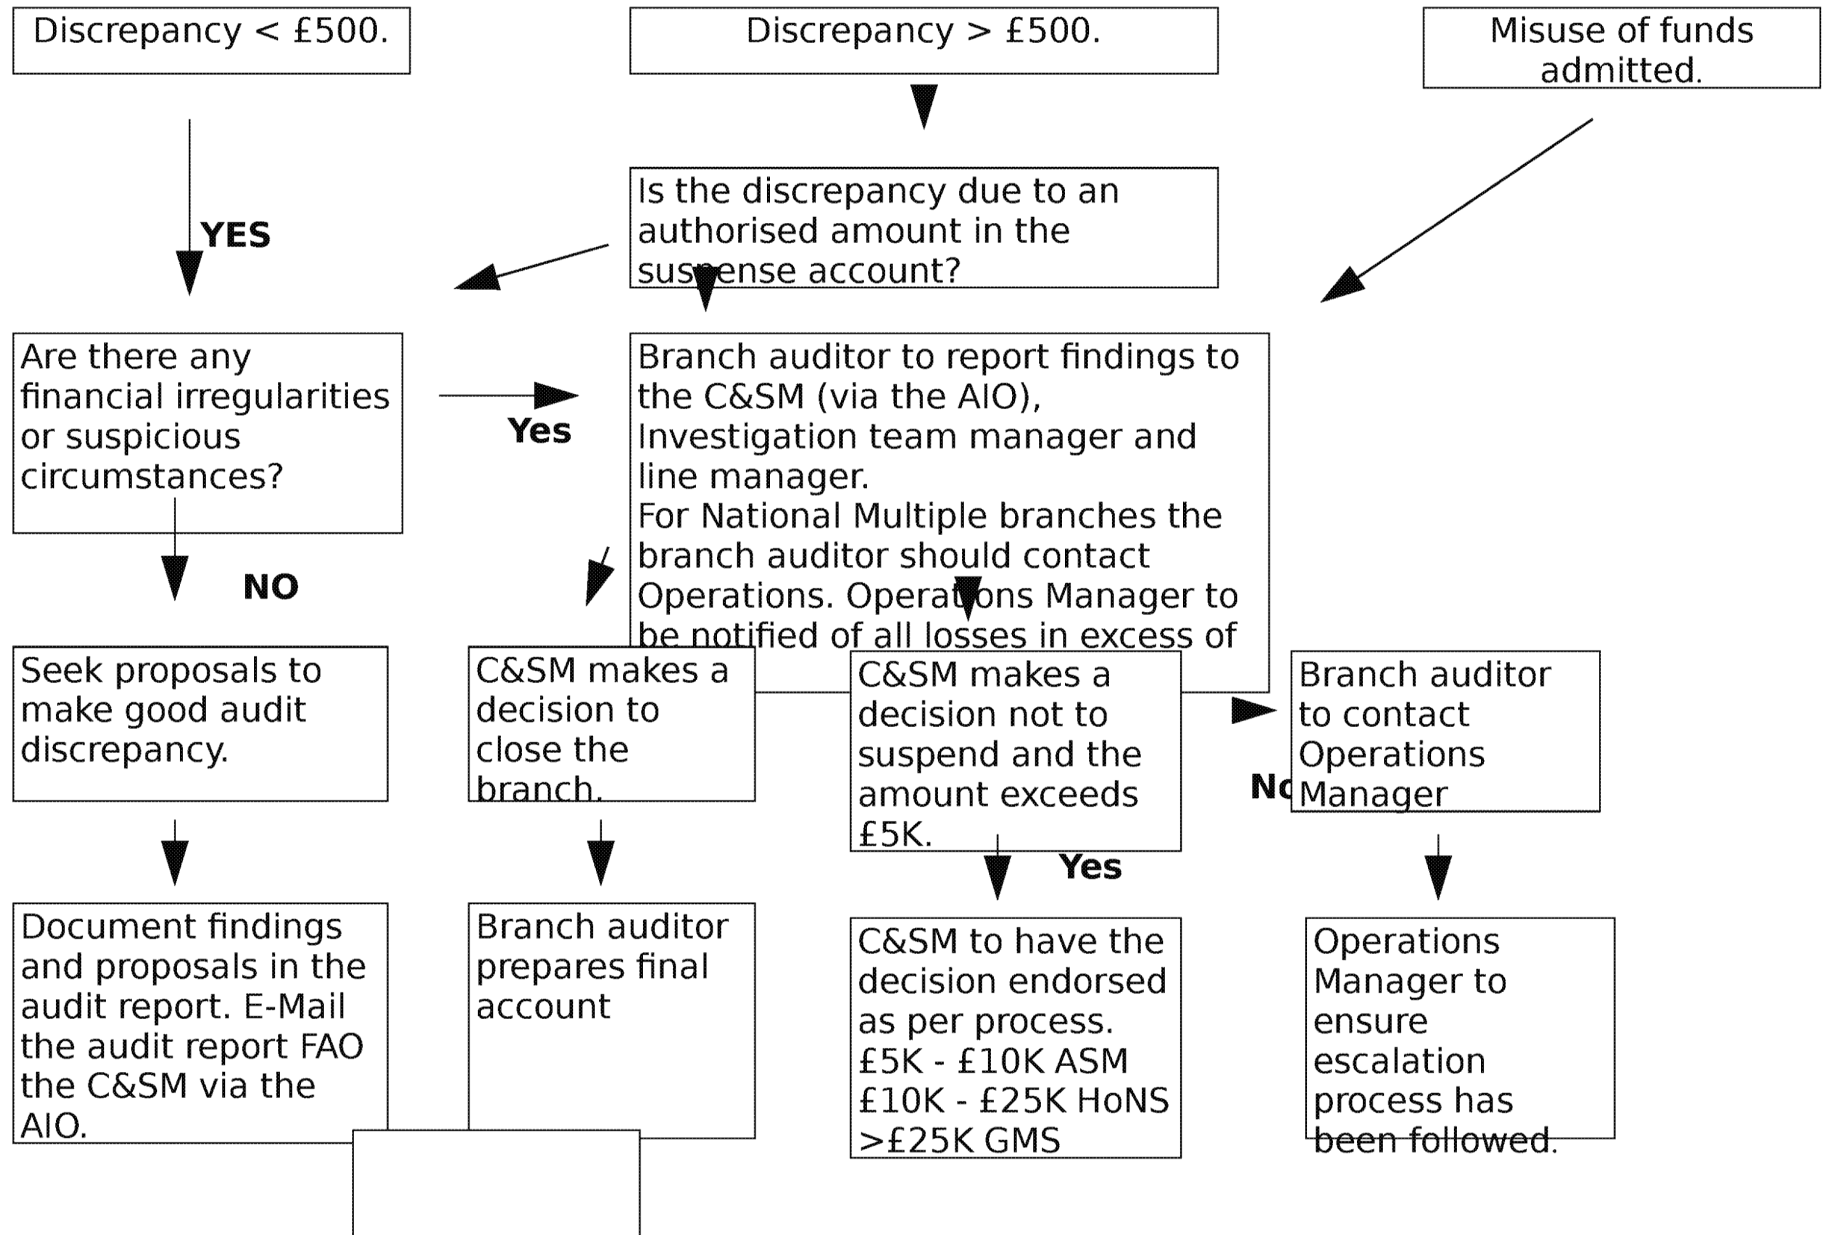 Discrepancy < £500.
Discrepancy > £500.
Misuse of funds
admitted.
YES
Is the discrepancy due to an
authorised amount in the
suspense account?
Are there any
financial irregularities
or suspicious
circumstances?
Yes
Branch auditor to report findings to
the C&SM (via the AIO),
Investigation team manager and
line manager.
For National Multiple branches the
branch auditor should contact
Operations. Operations Manager to
be notified of all losses in excess of
NO
Seek proposals to
make good audit
discrepancy.
C&SM makes a
decision to
close the
branch.
C&SM makes a
decision not to
suspend and the
amount exceeds
£5K.
No
Branch auditor
to contact
Operations
Manager
Yes
Document findings
and proposals in the
audit report. E-Mail
the audit report FAO
the C&SM via the
AIO.
Branch auditor
prepares final
account
C&SM to have the
decision endorsed
as per process.
£5K - £10K ASM
£10K - £25K HoNS
>£25K GMS
Operations
Manager to
ensure
escalation
process has
been followed.